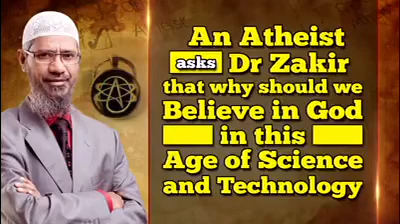 An Atheist
asks Dr Zakir
that why should we
Believe in God
in this
Age of Science
and Technology